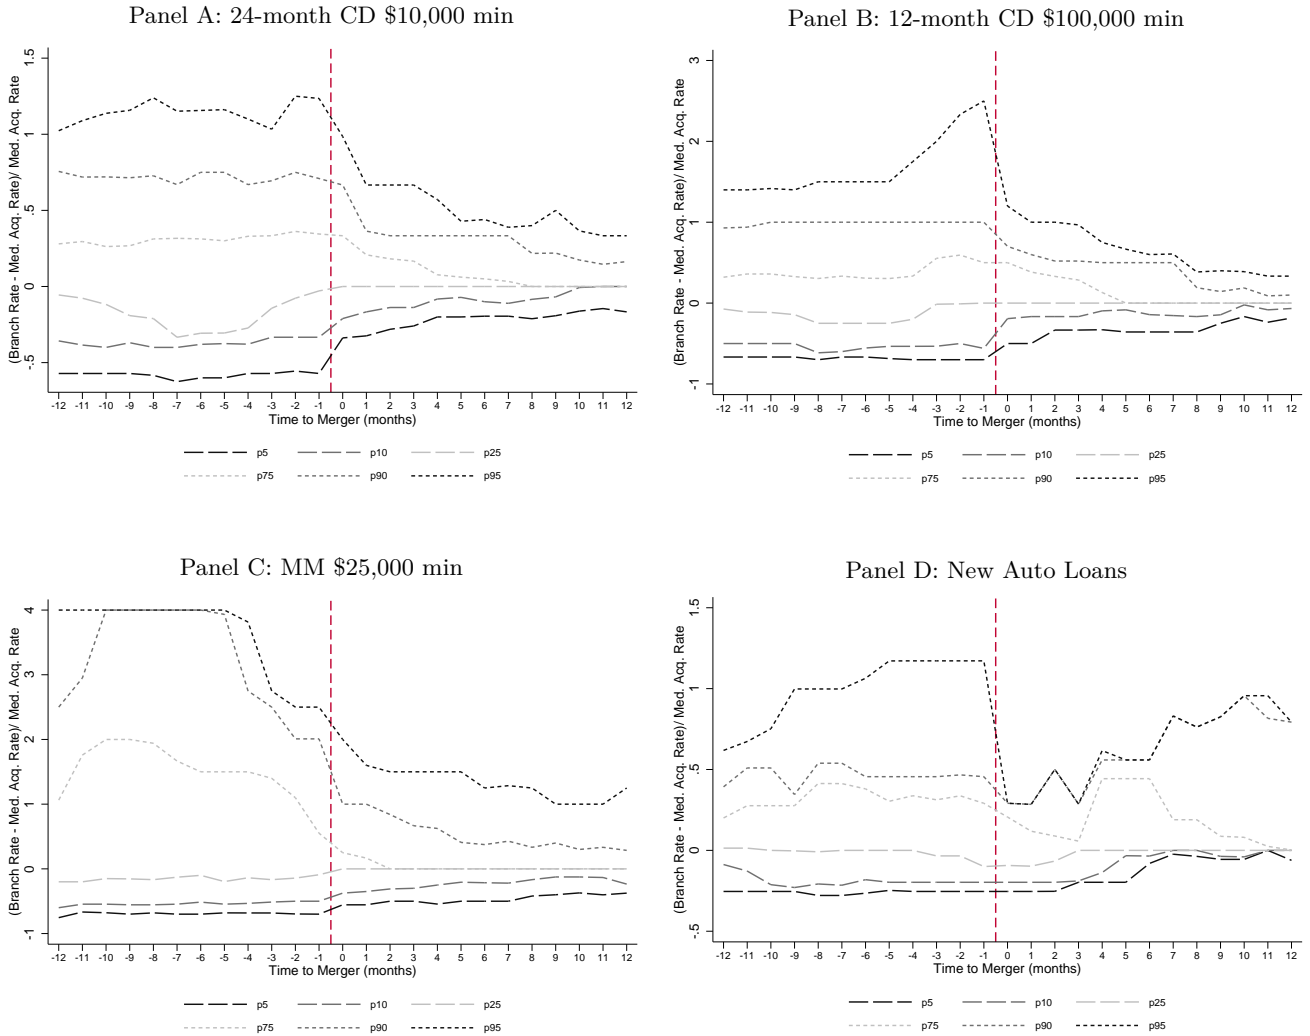 Panel A: 24-month CD $10,000 min
(Branch Rate - Med. Acq. Rate)/ Med. Acq. Rate
1.5
1
.5
0
-.5
-12 -11 -10 -9 -8 -7 -6 -5 -4 -3 -2 -1 0 1 2 3 4 5 6 7 8 9 10 11 12
Time to Merger (months)
p5 p10 p25
p75 p90 p95
Panel B: 12-month CD $100,000 min
(Branch Rate - Med. Acq. Rate)/ Med. Acq. Rate
3
2
1
0
-1
-12 -11 -10 -9 -8 -7 -6 -5 -4 -3 -2 -1 0 1 2 3 4 5 6 7 8 9 10 11 12
Time to Merger (months)
p5 p10 p25
p75 p90 p95
Panel C: MM $25,000 min
(Branch Rate - Med. Acq. Rate)/ Med. Acq. Rate
4
3
2
1
0
-1
-12 -11 -10 -9 -8 -7 -6 -5 -4 -3 -2 -1 0 1 2 3 4 5 6 7 8 9 10 11 12
Time to Merger (months)
p5 p10 p25
p75 p90 p95
Panel D: New Auto Loans
(Branch Rate - Med. Acq. Rate)/ Med. Acq. Rate
1.5
1
.5
0
-.5
-12 -11 -10 -9 -8 -7 -6 -5 -4 -3 -2 -1 0 1 2 3 4 5 6 7 8 9 10 11 12
Time to Merger (months)
p5 p10 p25
p75 p90 p95